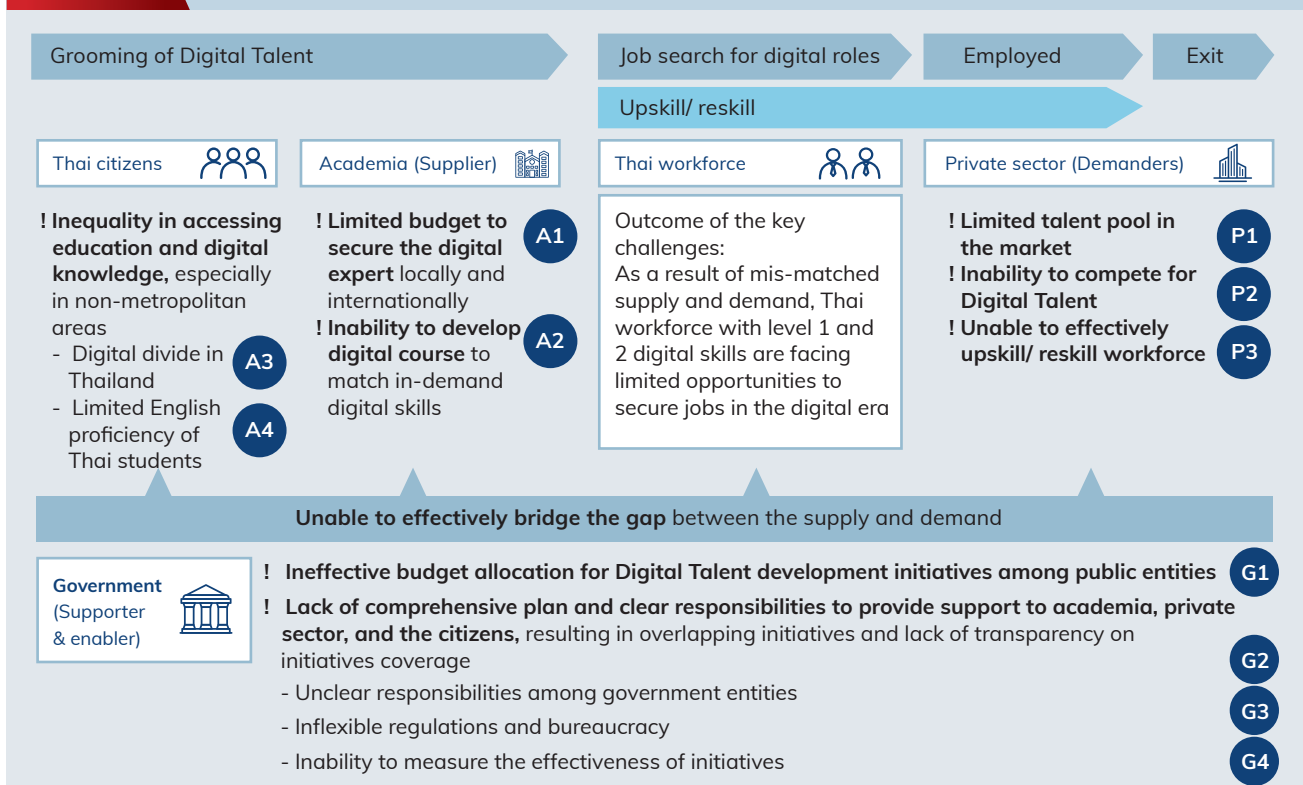 Grooming of Digital Talent
Job search for digital roles
Employed
Exit
Upskill/ reskill
Thai citizens
! Inequality in accessing
education and digital
knowledge, especially
in non-metropolitan
areas
- Digital divide in
Thailand
A3
- Limited English
proficiency of
Thai students
A4
Academia (Supplier)
! Limited budget to
secure the digital
expert locally and
internationally
A1
! Inability to develop
digital course to
match in-demand
digital skills
A2
Thai workforce
Outcome of the key
challenges:
As a result of mis-matched
supply and demand, Thai
workforce with level 1 and
2 digital skills are facing
limited opportunities to
secure jobs in the digital era
Private sector (Demanders)
! Limited talent pool in
the market
P1
! Inability to compete for
Digital Talent
P2
! Unable to effectively
upskill/ reskill workforce
P3
Unable to effectively bridge the gap between the supply and demand
Government
(Supporter
& enabler)
! Ineffective budget allocation for Digital Talent development initiatives among public entities
G1
! Lack of comprehensive plan and clear responsibilities to provide support to academia, private
sector, and the citizens, resulting in overlapping initiatives and lack of transparency on
initiatives coverage
- Unclear responsibilities among government entities
G2
- Inflexible regulations and bureaucracy
G3
- Inability to measure the effectiveness of initiatives
G4